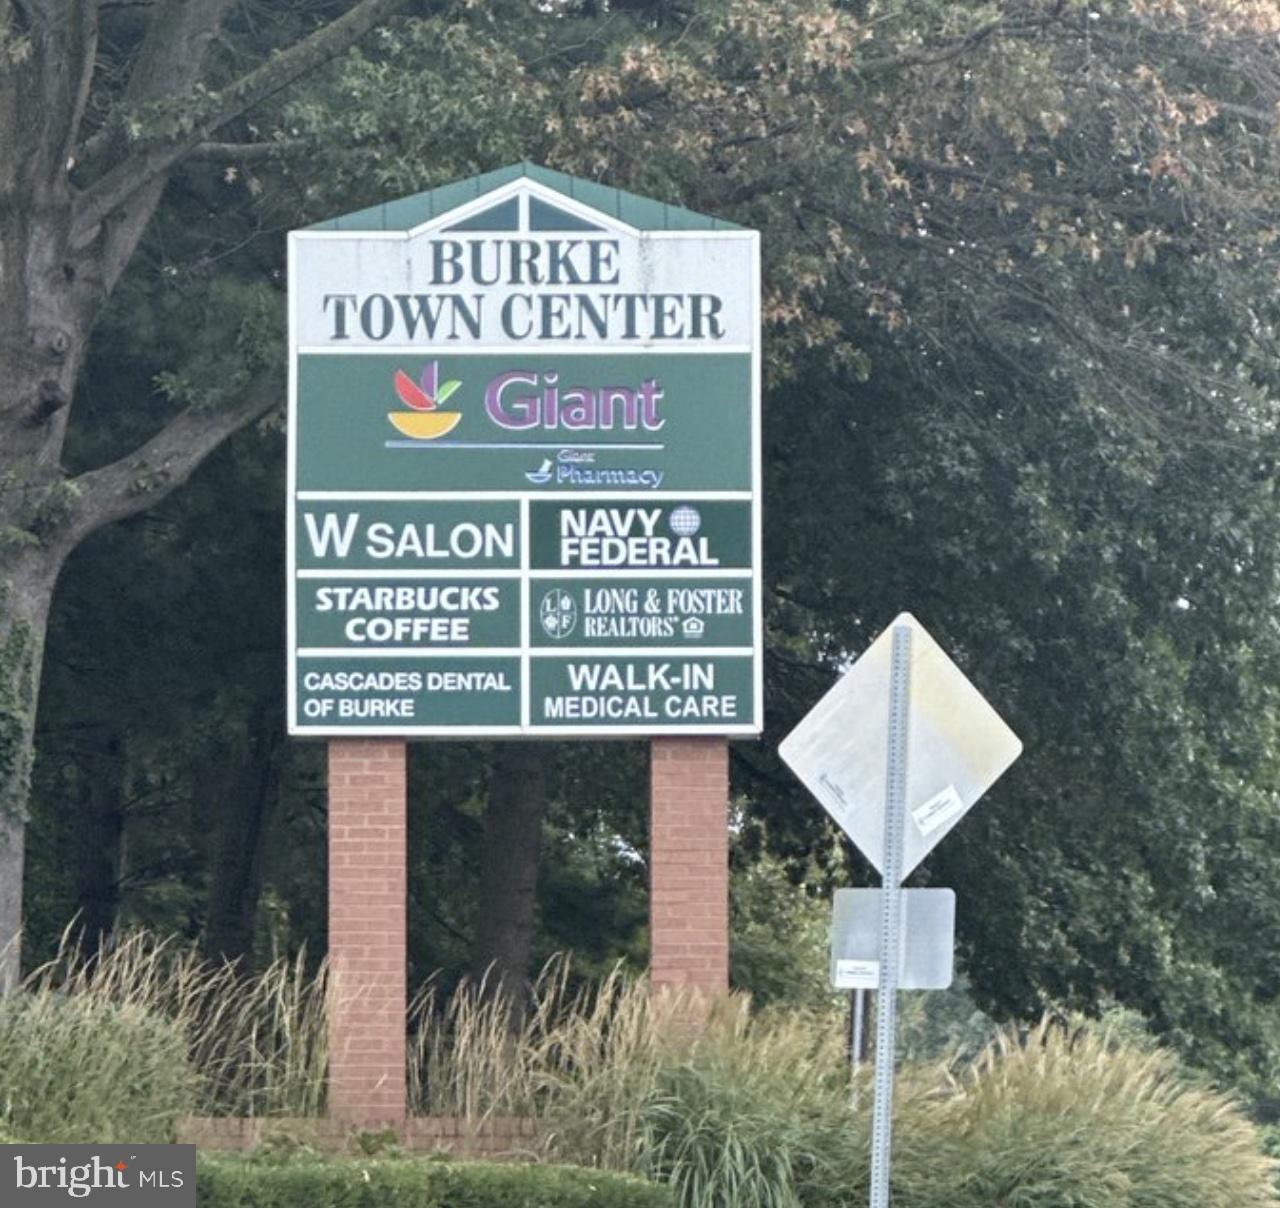 BURKE
TOWN CENTER
Giant
Giant
Pharmacy
W SALON
NAVY
FEDERAL
STARBUCKS
COFFEE
L F
LONG & FOSTER
REALTORS®
CASCADES DENTAL
OF BURKE
WALK-IN
MEDICAL CARE
bright MLS